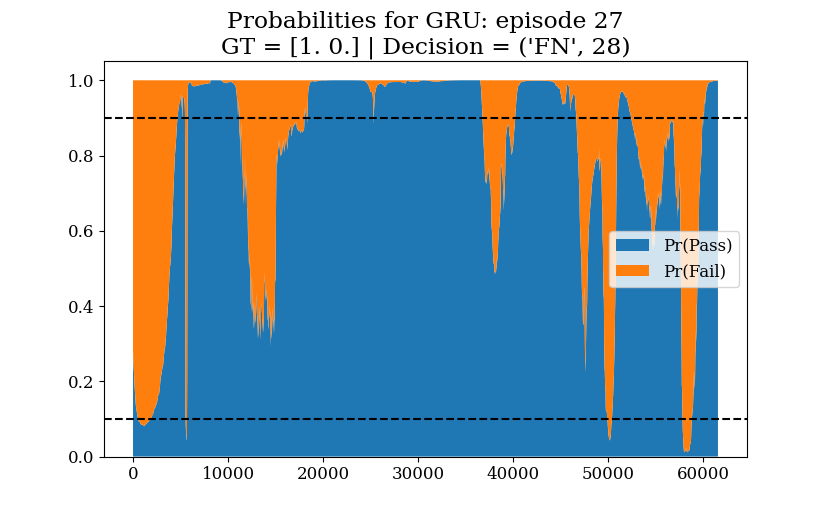 Probabilities for GRU: episode 27
GT = [1. 0.] | Decision = ('FN', 28)
1.0
0.8
0.6
0.4
0.2
0.0
Pr(Pass)
Pr(Fail)
0 10000 20000 30000 40000 50000 60000